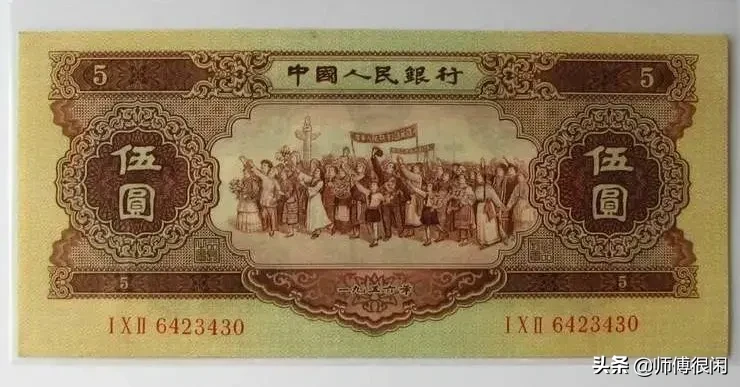 5 中國人民銀行 5
伍圓 伍圓
5 一九五六年 5
I X II 6423430 I X II 6423430
头条 @师傅很闲